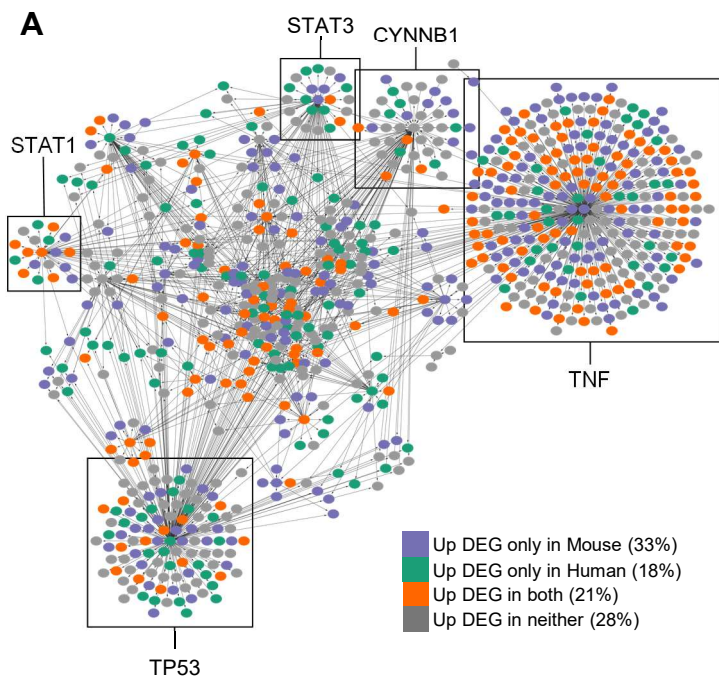 A
STAT3
CYNNB1
STAT1
TNF
Up DEG only in Mouse (33%)
Up DEG only in Human (18%)
Up DEG in both (21%)
Up DEG in neither (28%)
TP53